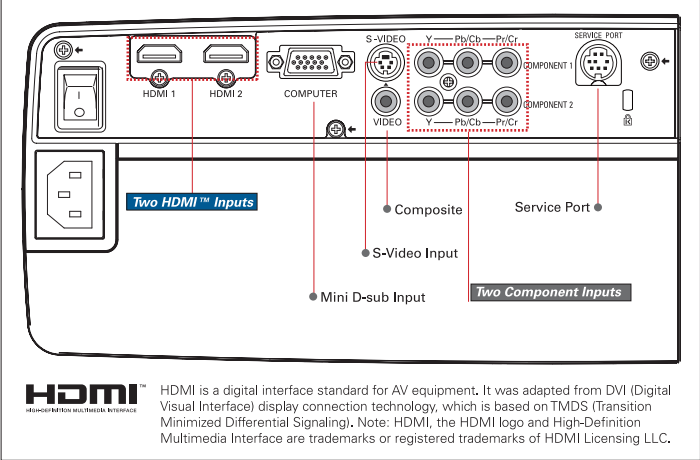 S-VIDEO
Y — Pb/Cb — Pr/Cr
SERVICE PORT
COMPONENT 1
HDMI 1
HDMI 2
COMPUTER
COMPONENT 2
VIDEO
Y — Pb/Cb — Pr/Cr
Two HDMI™ Inputs
Composite
Service Port
S-Video Input
Mini D-sub Input
Two Component Inputs
HDMI™
HIGH-DEFINITION MULTIMEDIA INTERFACE
HDMI is a digital interface standard for AV equipment. It was adapted from DVI (Digital
Visual Interface) display connection technology, which is based on TMDS (Transition
Minimized Differential Signaling). Note: HDMI, the HDMI logo and High-Definition
Multimedia Interface are trademarks or registered trademarks of HDMI Licensing LLC.